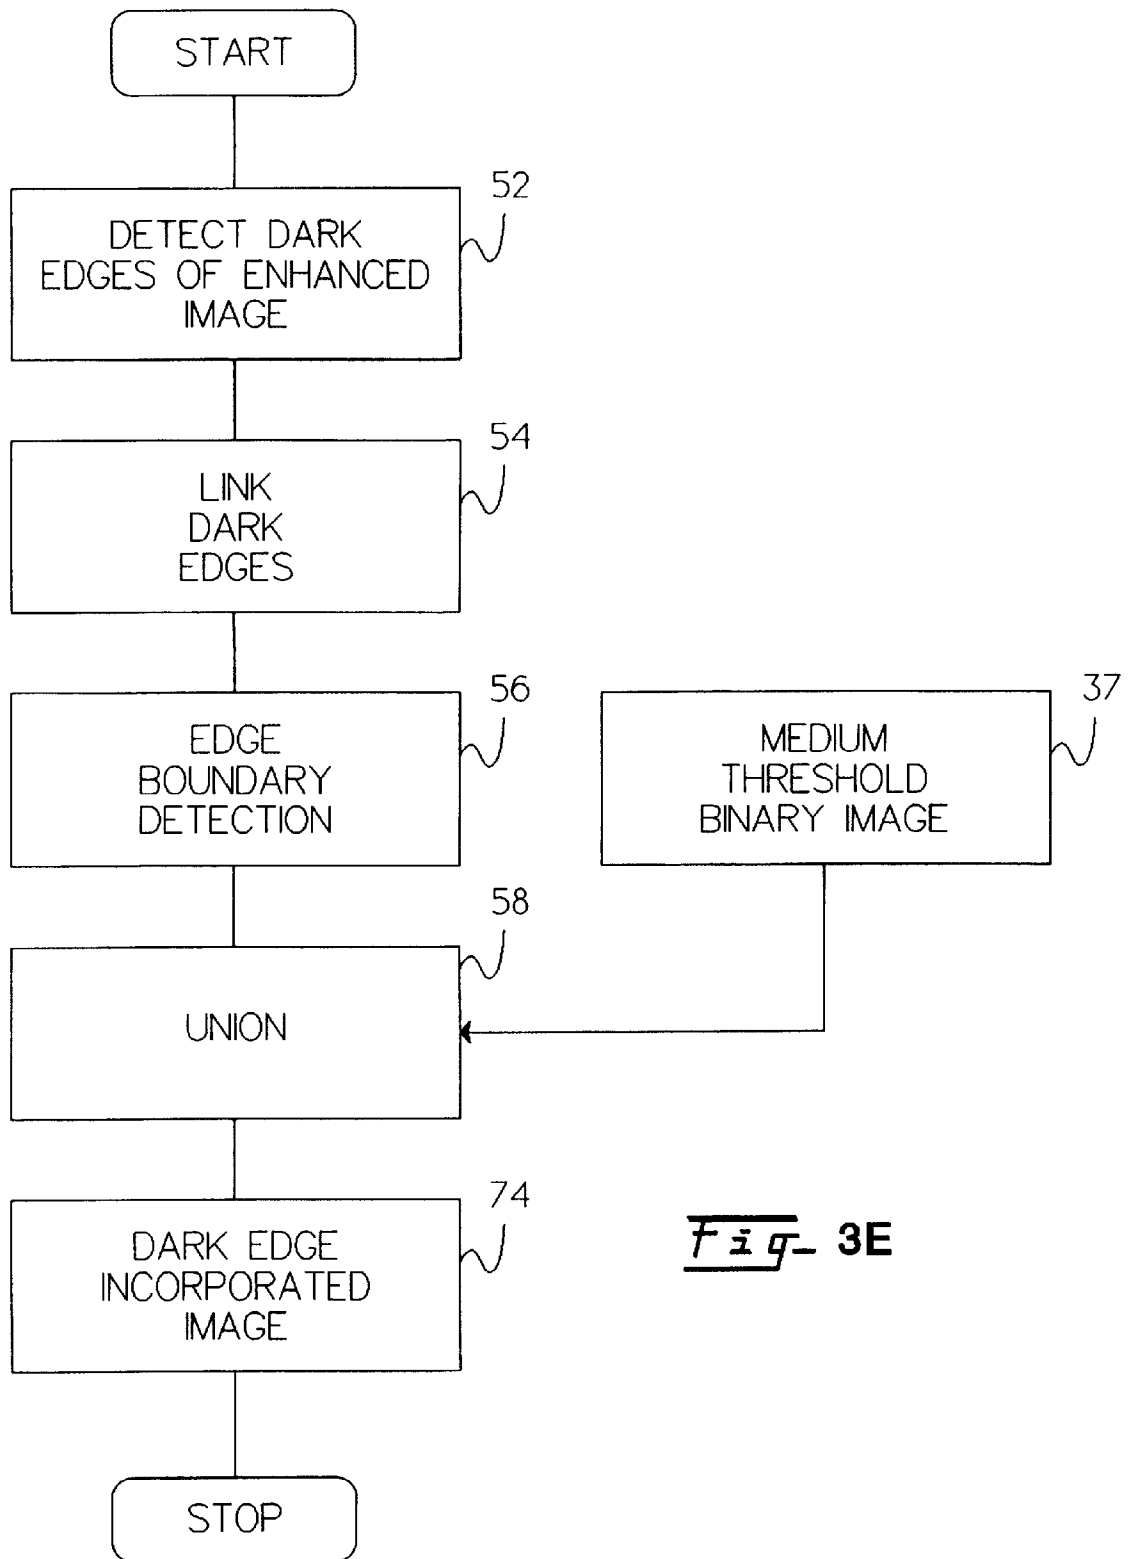 START
52
DETECT DARK
EDGES OF ENHANCED
IMAGE
54
LINK
DARK
EDGES
56
EDGE
BOUNDARY
DETECTION
37
MEDIUM
THRESHOLD
BINARY IMAGE
58
UNION
74
DARK EDGE
INCORPORATED
IMAGE
Fig_ 3E
STOP